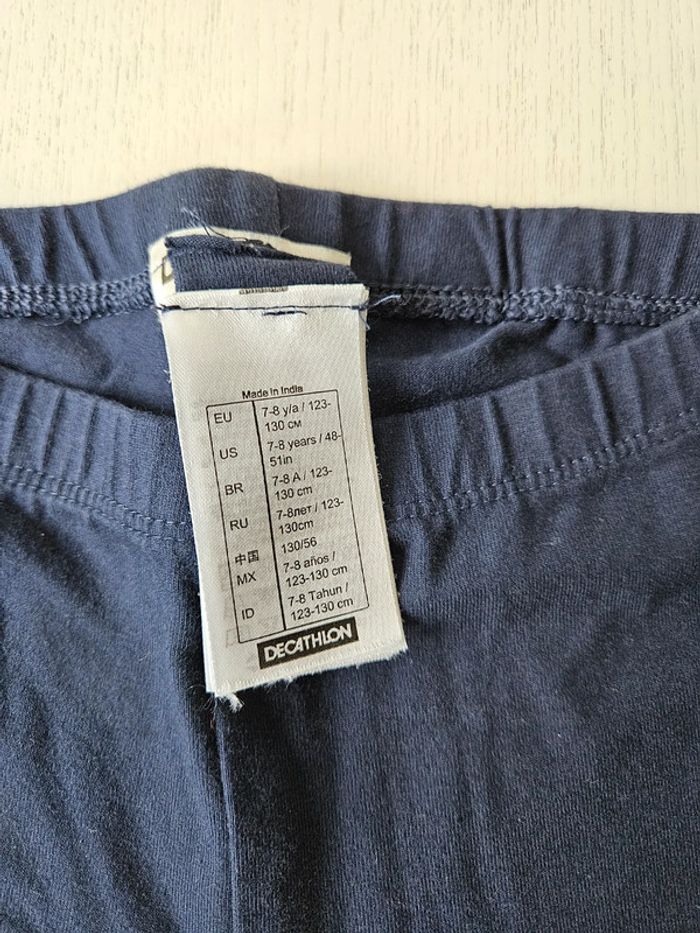 Made in India
EU 7-8 y/a / 123-
130 см
US 7-8 years / 48-
51in
BR 7-8 A / 123-
130 cm
RU 7-8лет / 123-
130cm
中国 130/56
MX 7-8 años /
123-130 cm
ID 7-8 Tahun /
123-130 cm
DECATHLON